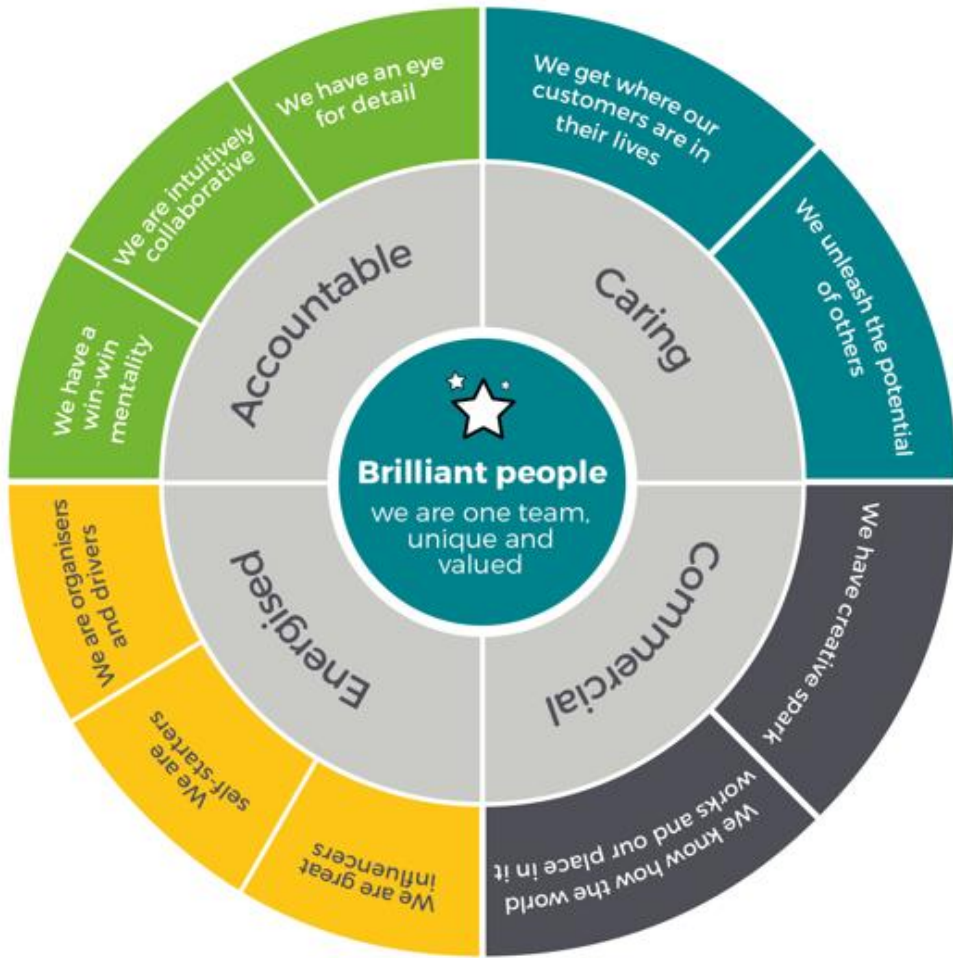 Brilliant people
we are one team,
unique and
valued
Caring
We get where our
customers are in
their lives
We unleash the potential
of others
Commercial
We have creative spark
We know how the world
works and our place in it
Energised
We are great
influencers
We are
self-starters
We are organisers
and drivers
Accountable
We have a
win-win
mentality
We are intuitively
collaborative
We have an eye
for detail